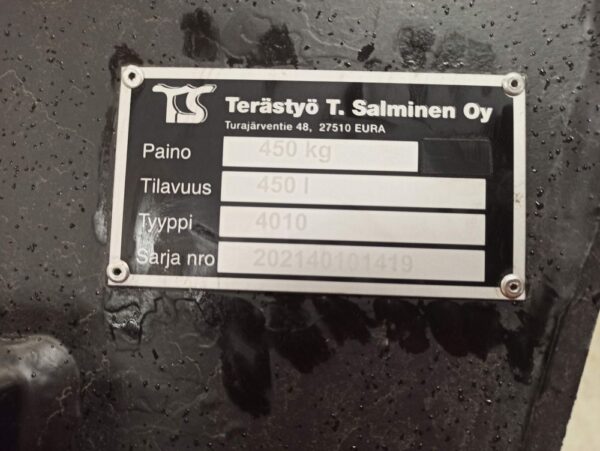 TS
Terästyö T. Salminen Oy
Turajärventie 48, 27510 EURA
Paino 450 kg
Tilavuus 450 l
Tyyppi 4010
Sarja nro 202140101419